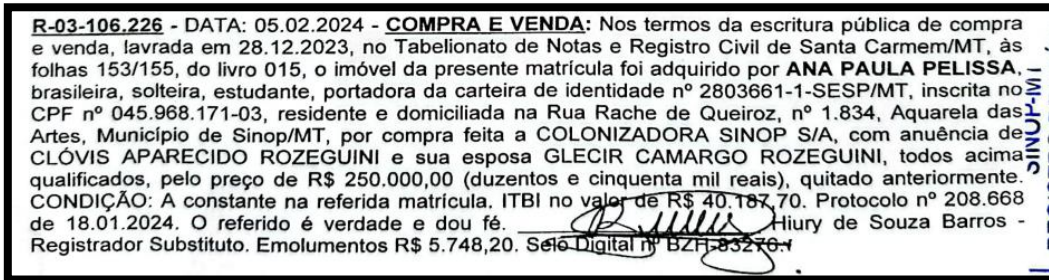 R-03-106.226 - DATA: 05.02.2024 - COMPRA E VENDA: Nos termos da escritura pública de compra
e venda, lavrada em 28.12.2023, no Tabelionato de Notas e Registro Civil de Santa Carmem/MT, às
folhas 153/155, do livro 015, o imóvel da presente matrícula foi adquirido por ANA PAULA PELISSA,
brasileira, solteira, estudante, portadora da carteira de identidade nº 2803661-1-SESP/MT, inscrita no
CPF nº 045.968.171-03, residente e domiciliada na Rua Rache de Queiroz, nº 1.834, Aquarela das
Artes, Município de Sinop/MT, por compra feita a COLONIZADORA SINOP S/A, com anuência de
CLÓVIS APARECIDO ROZEGUINI e sua esposa GLECIR CAMARGO ROZEGUINI, todos acima
qualificados, pelo preço de R$ 250.000,00 (duzentos e cinquenta mil reais), quitado anteriormente.
CONDIÇÃO: A constante na referida matrícula. ITBI no valor de R$ 40.187,70. Protocolo nº 208.668
de 18.01.2024. O referido é verdade e dou fé. Hiury de Souza Barros -
Registrador Substituto. Emolumentos R$ 5.748,20. Selo Digital nº BZH-83270.
SINOP-MT